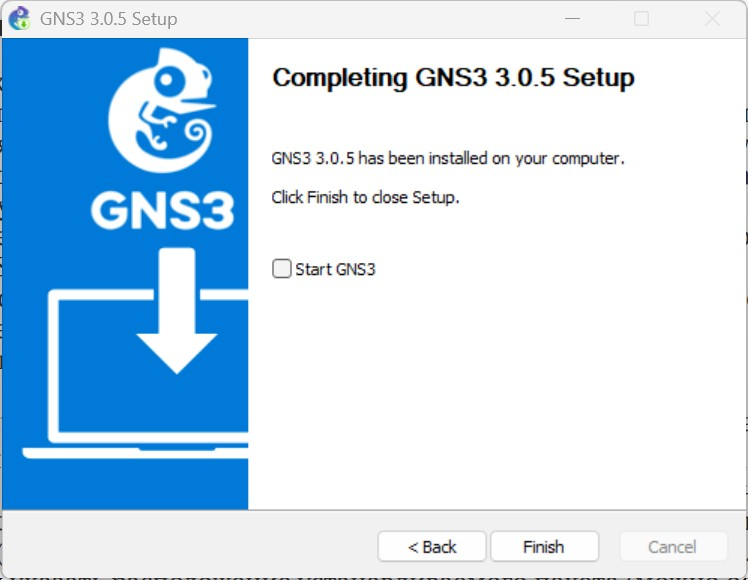 GNS3 3.0.5 Setup
Completing GNS3 3.0.5 Setup
GNS3 3.0.5 has been installed on your computer.
Click Finish to close Setup.
GNS3
Start GNS3
< Back
Finish
Cancel